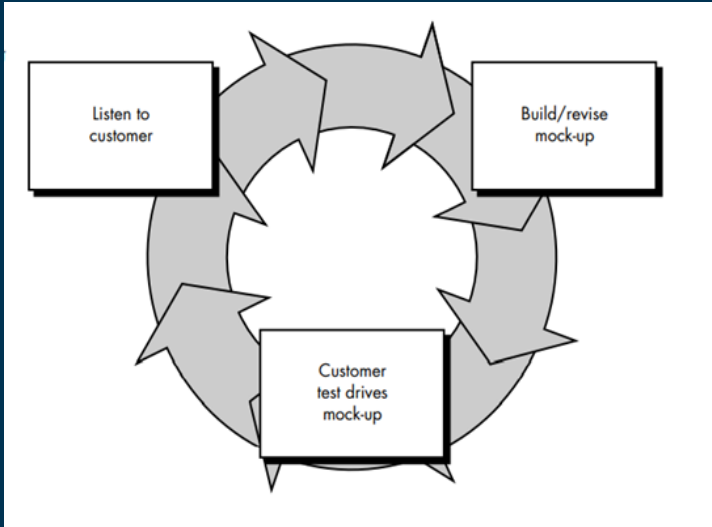 Listen to
customer
Build/revise
mock-up
Customer
test drives
mock-up